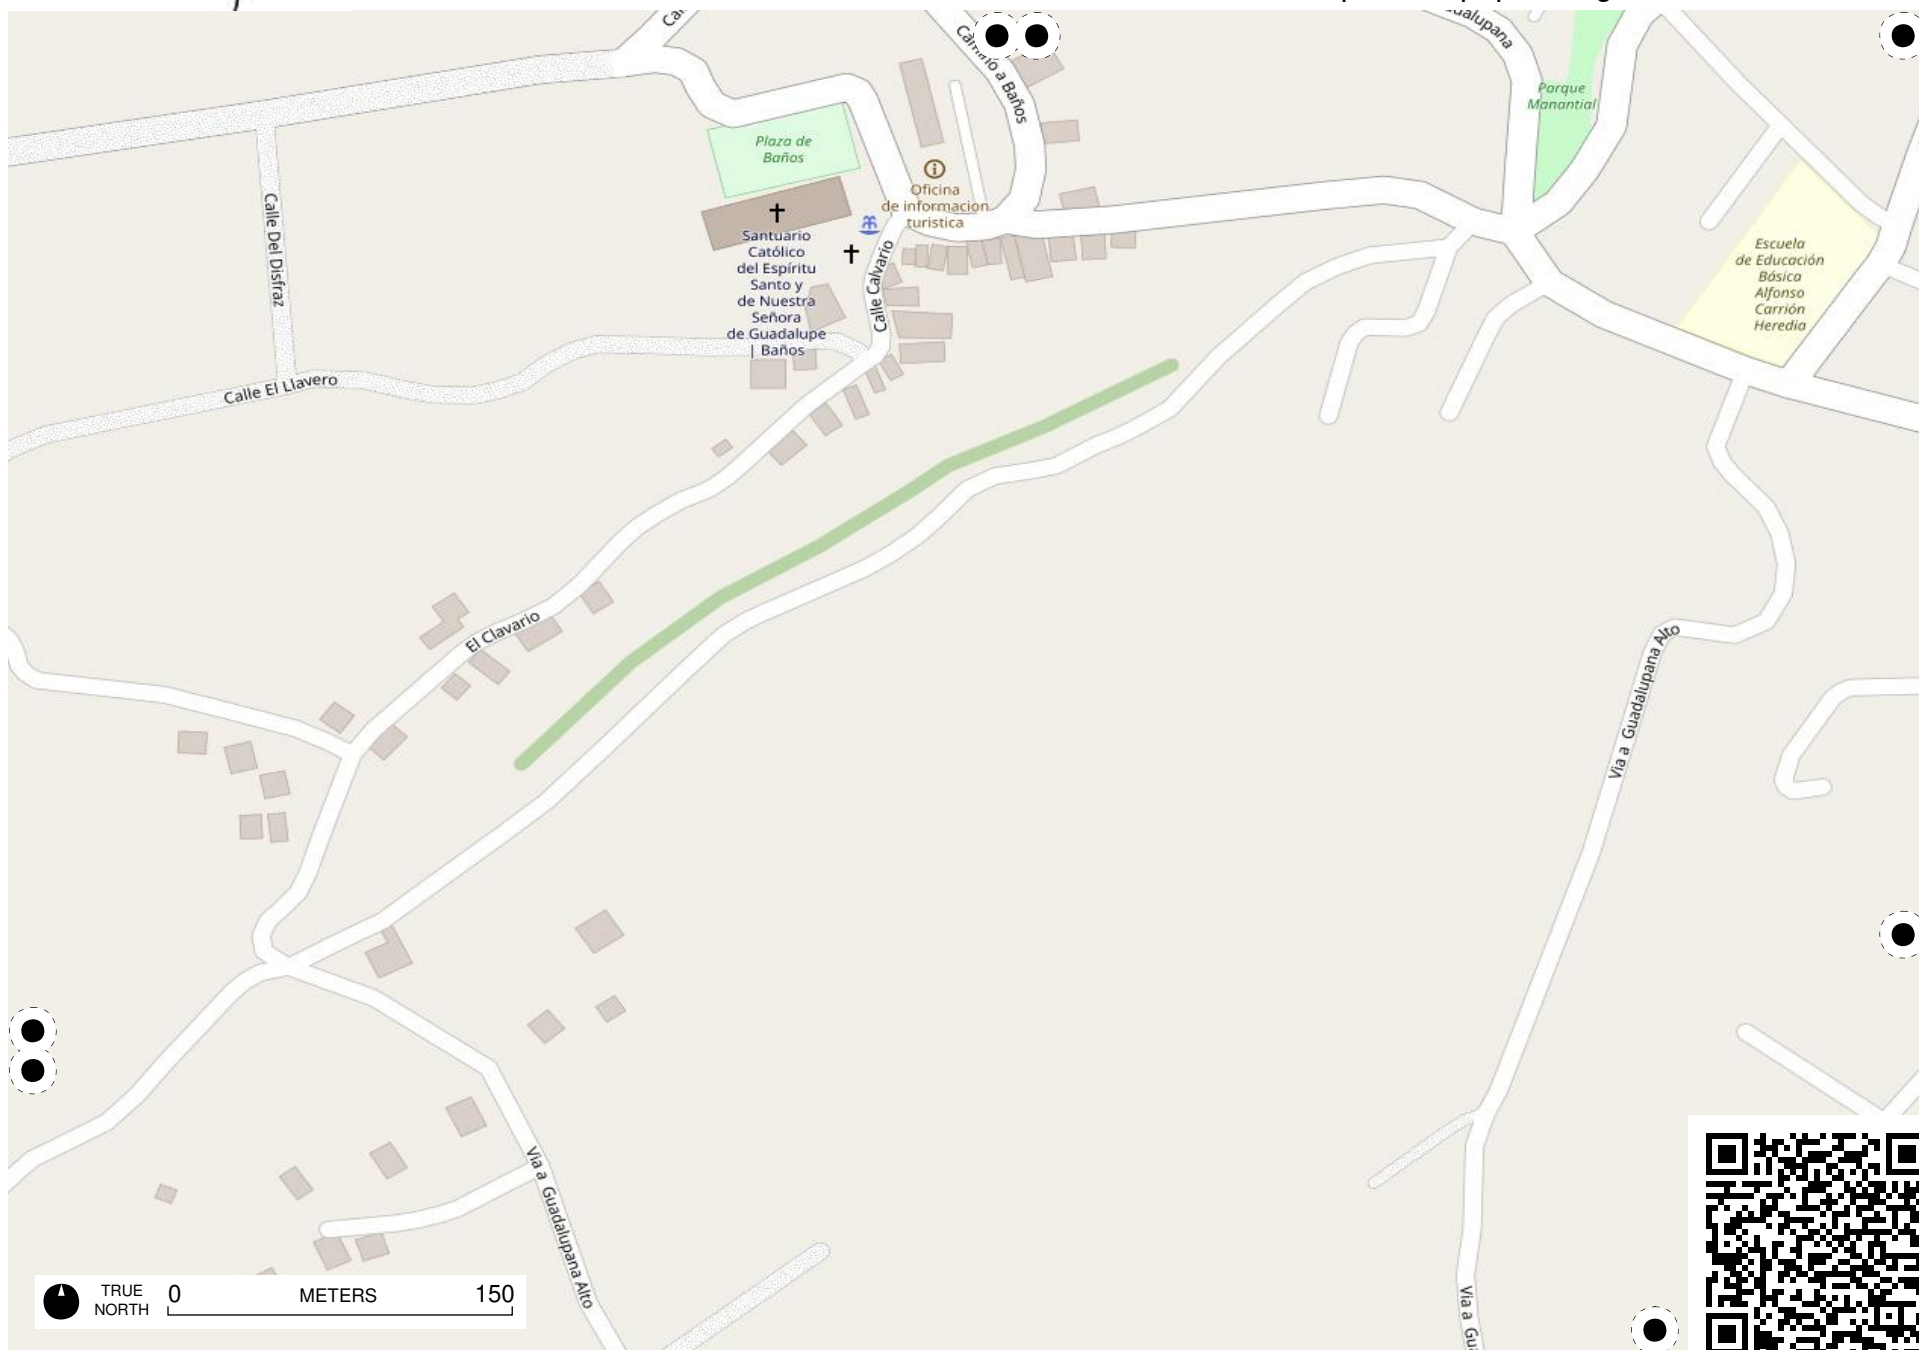 Camino a Baños
Parque
Manantial
Plaza de
Baños
Oficina
de informacion
turistica
Calle Del Disfraz
Santuario
Católico
del Espíritu
Santo y
de Nuestra
Señora
de Guadalupe
| Baños
Calle Calvario
Escuela
de Educación
Básica
Alfonso
Carrión
Heredia
Calle El Llavero
El Clavario
Via a Guadalupana Alto
Via a Guadalupana Alto
Via a Gua
TRUE
NORTH
0 METERS 150